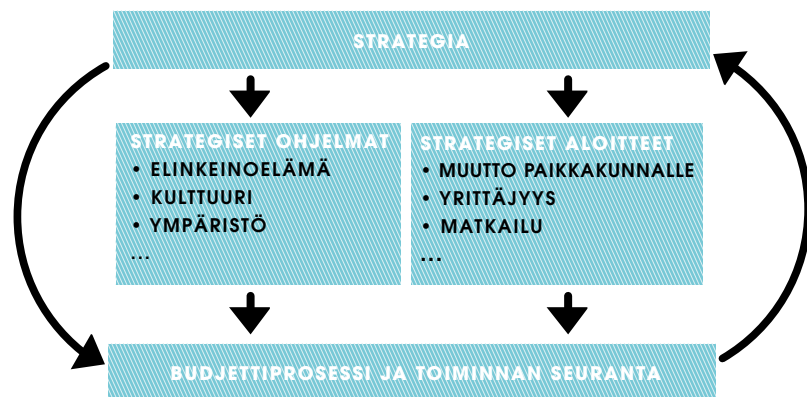 STRATEGIA
STRATEGISET OHJELMAT
• ELINKEINOELÄMÄ
• KULTTUURI
• YMPÄRISTÖ
...
STRATEGISET ALOITTEET
• MUUTTO PAIKKAKUNNALLE
• YRITTÄJYYS
• MATKAILU
...
BUDJETTIPROSESSI JA TOIMINNAN SEURANTA